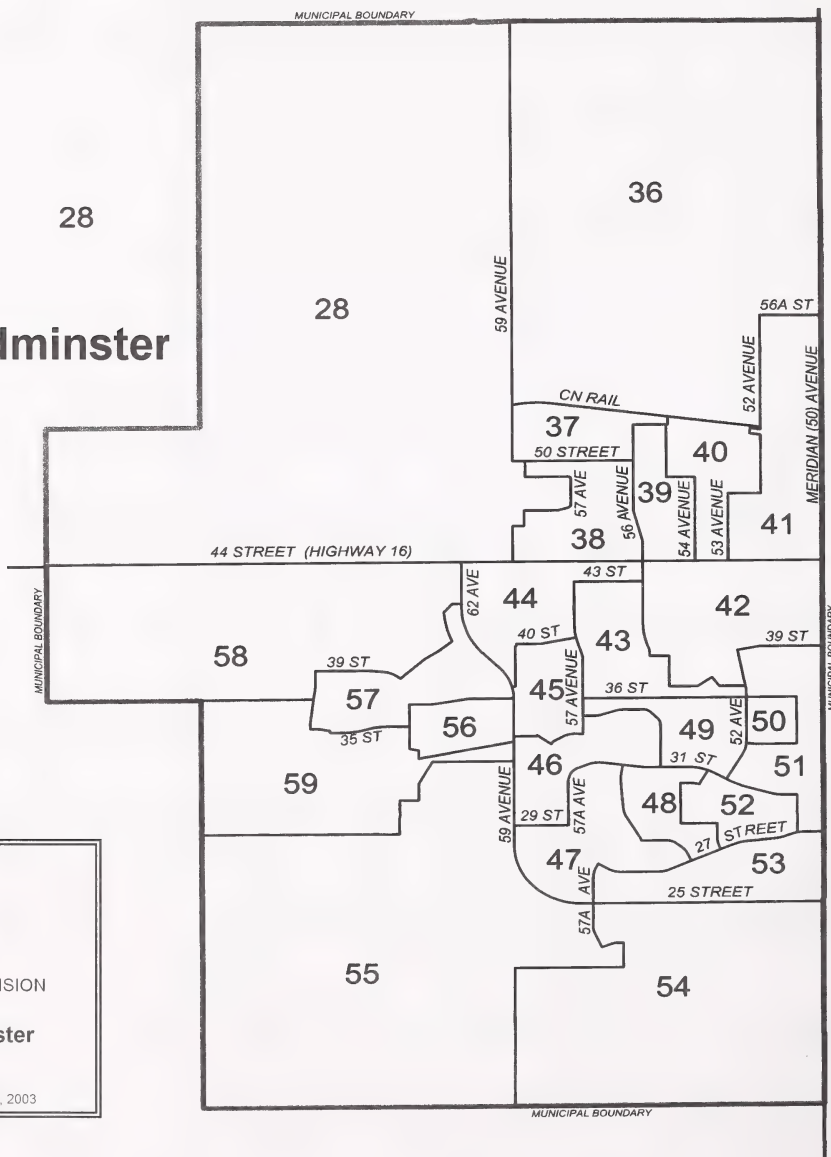 MUNICIPAL BOUNDARY
28
28
36
59 AVENUE
lminster
56A ST
52 AVENUE
MERIDIAN (50) AVENUE
CN RAIL
37
50 STREET
40
57 AVE
56 AVENUE
39
54 AVENUE
53 AVENUE
41
38
44 STREET (HIGHWAY 16)
MUNICIPAL BOUNDARY
62 AVE
44
43 ST
42
MUNICIPAL BOUNDARY
40 ST
43
39 ST
58
39 ST
57
45
57 AVENUE
36 ST
52 AVE
50
35 ST
56
49
46
31 ST
51
59
59 AVENUE
29 ST
57A AVE
48
52
27 STREET
47
53
57A AVE
25 STREET
55
54
ISION
ster
, 2003
MUNICIPAL BOUNDARY